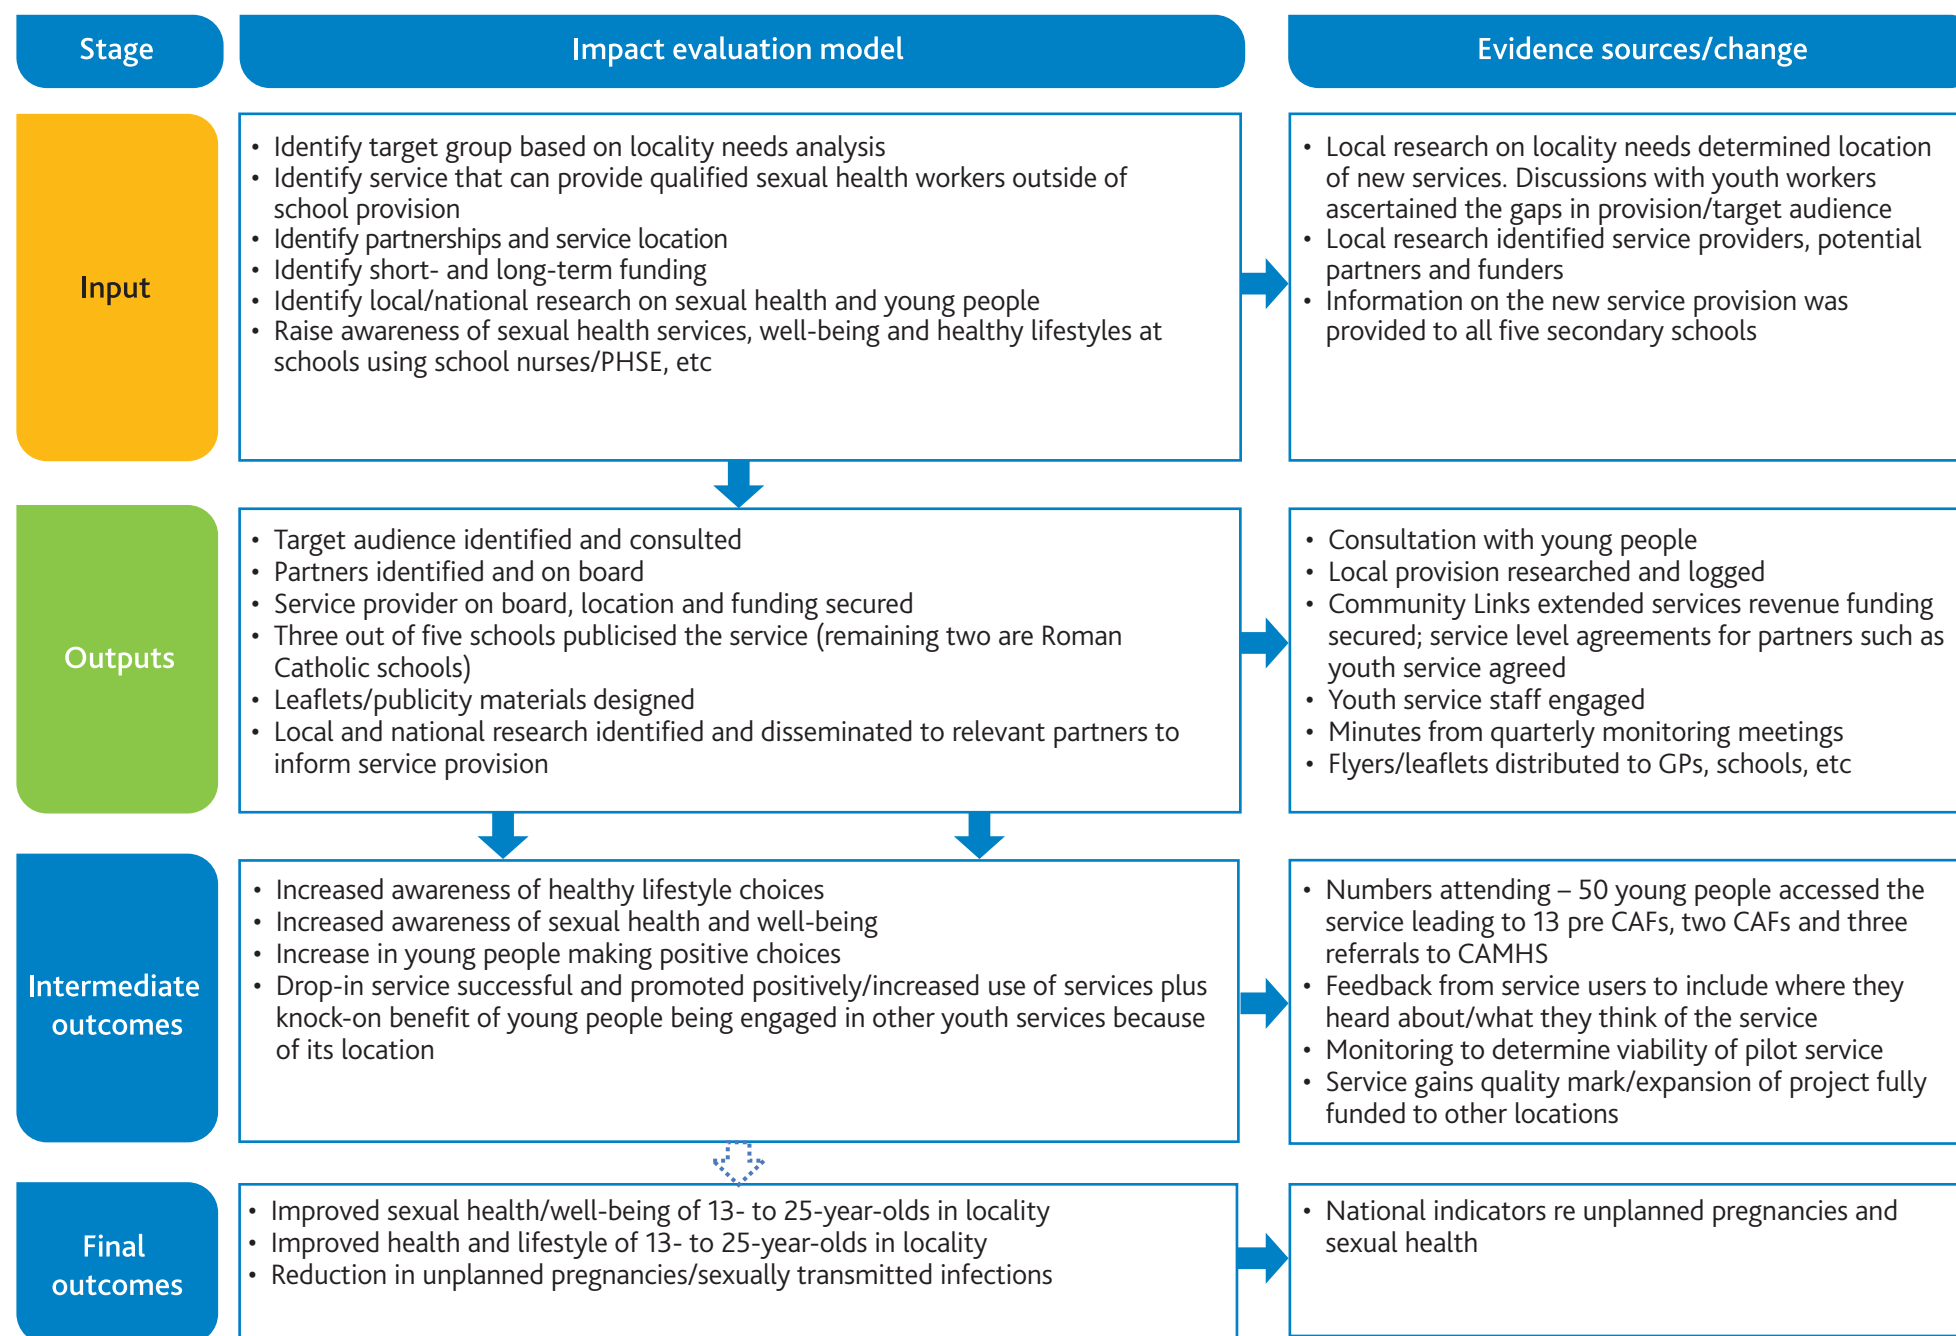 Stage
Impact evaluation model
Evidence sources/change
Input
• Identify target group based on locality needs analysis
• Identify service that can provide qualified sexual health workers outside of
school provision
• Identify partnerships and service location
• Identify short- and long-term funding
• Identify local/national research on sexual health and young people
• Raise awareness of sexual health services, well-being and healthy lifestyles at
schools using school nurses/PHSE, etc
• Local research on locality needs determined location
of new services. Discussions with youth workers
ascertained the gaps in provision/target audience
• Local research identified service providers, potential
partners and funders
• Information on the new service provision was
provided to all five secondary schools
Outputs
• Target audience identified and consulted
• Partners identified and on board
• Service provider on board, location and funding secured
• Three out of five schools publicised the service (remaining two are Roman
Catholic schools)
• Leaflets/publicity materials designed
• Local and national research identified and disseminated to relevant partners to
inform service provision
• Consultation with young people
• Local provision researched and logged
• Community Links extended services revenue funding
secured; service level agreements for partners such as
youth service agreed
• Youth service staff engaged
• Minutes from quarterly monitoring meetings
• Flyers/leaflets distributed to GPs, schools, etc
Intermediate
outcomes
• Increased awareness of healthy lifestyle choices
• Increased awareness of sexual health and well-being
• Increase in young people making positive choices
• Drop-in service successful and promoted positively/increased use of services plus
knock-on benefit of young people being engaged in other youth services because
of its location
• Numbers attending – 50 young people accessed the
service leading to 13 pre CAFs, two CAFs and three
referrals to CAMHS
• Feedback from service users to include where they
heard about/what they think of the service
• Monitoring to determine viability of pilot service
• Service gains quality mark/expansion of project fully
funded to other locations
Final
outcomes
• Improved sexual health/well-being of 13- to 25-year-olds in locality
• Improved health and lifestyle of 13- to 25-year-olds in locality
• Reduction in unplanned pregnancies/sexually transmitted infections
• National indicators re unplanned pregnancies and
sexual health